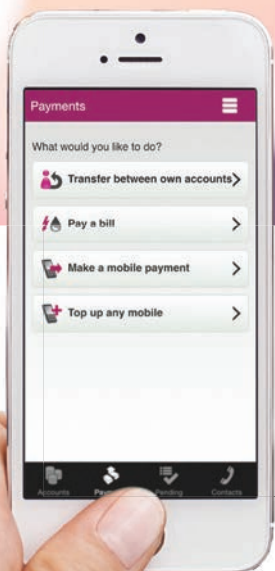 Payments
What would you like to do?
Transfer between own accounts
Pay a bill
Make a mobile payment
Top up any mobile
Accounts
Pending
Contacts